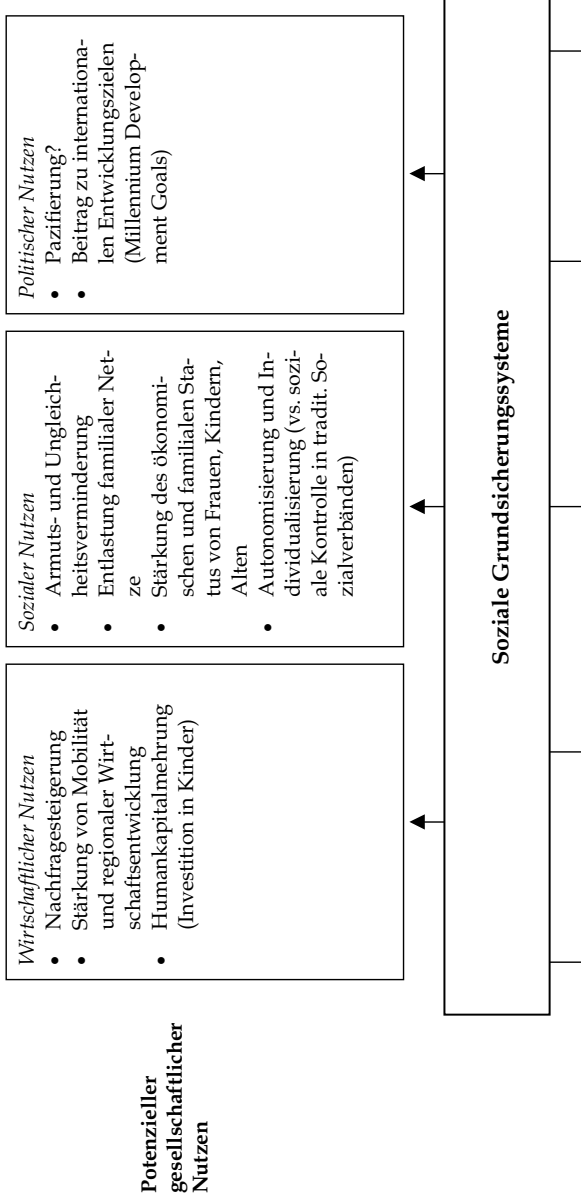 Potenzieller
gesellschaftlicher
Nutzen
Wirtschaftlicher Nutzen
• Nachfragesteigerung
• Stärkung von Mobilität
und regionaler Wirt-
schaftsentwicklung
• Humankapitalmehrung
(Investition in Kinder)
Sozialer Nutzen
• Armuts- und Ungleich-
heitsverminderung
• Entlastung familialer Net-
ze
• Stärkung des ökonomi-
schen und familialen Sta-
tus von Frauen, Kindern,
Alten
• Autonomisierung und In-
dividualisierung (vs. sozi-
ale Kontrolle in tradit. So-
zialverbänden)
Politischer Nutzen
• Pazifierung?
• Beitrag zu internationa-
len Entwicklungszielen
(Millennium Develop-
ment Goals)
Soziale Grundsicherungssysteme